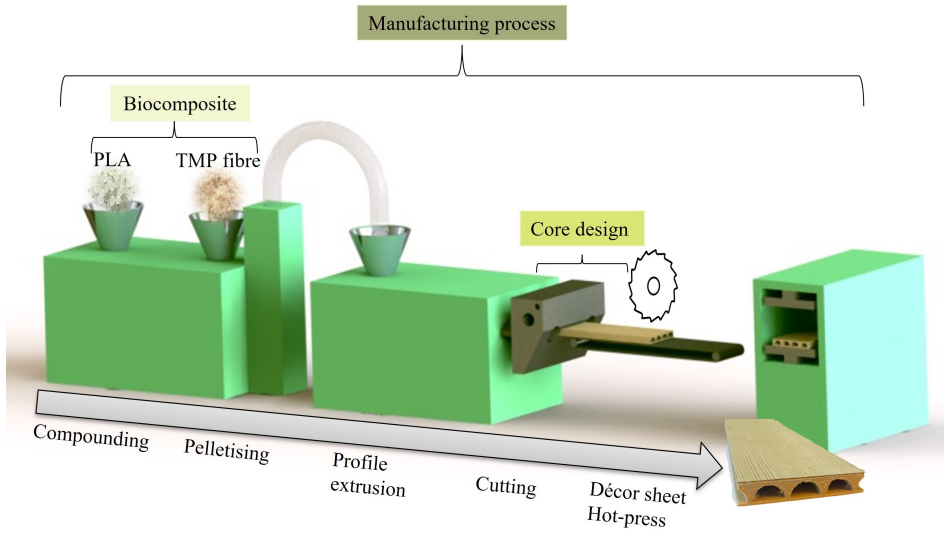 Manufacturing process
Biocomposite
PLA
TMP fibre
Core design
Compounding
Pelletising
Profile
extrusion
Cutting
Décor sheet
Hot-press